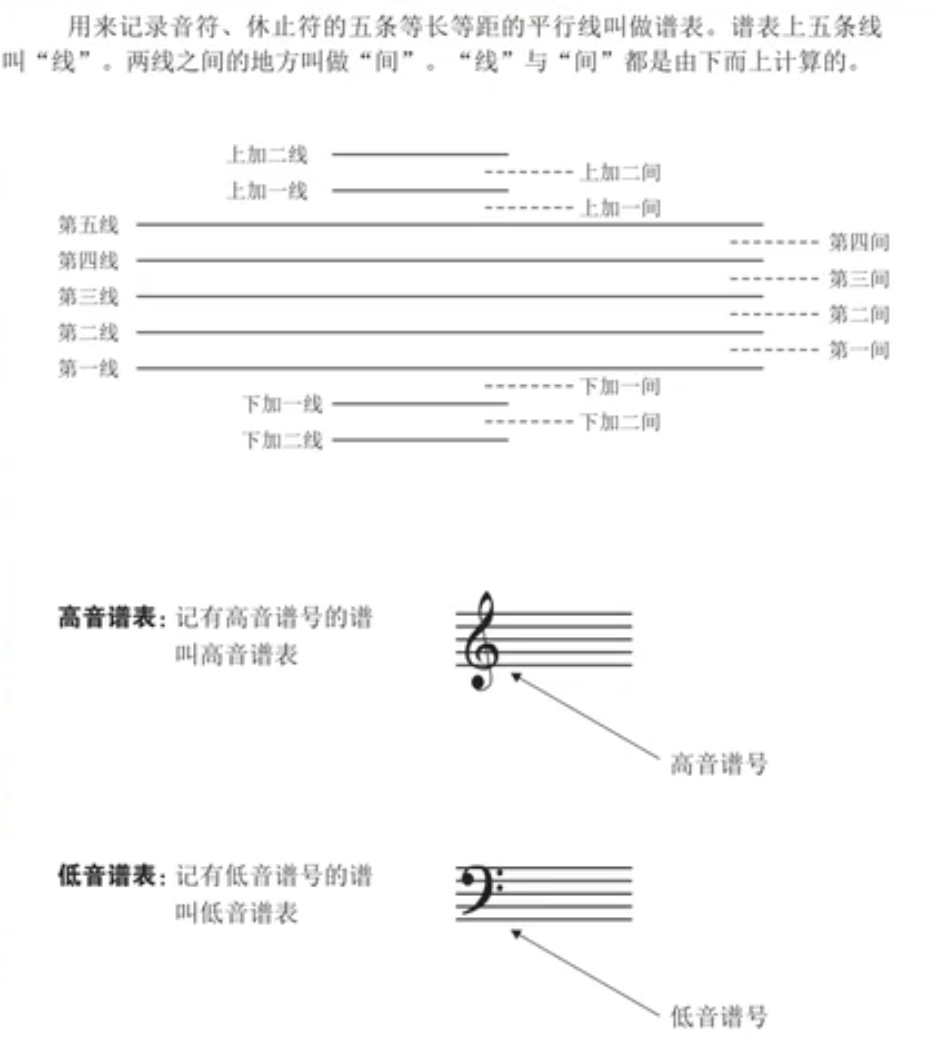 用来记录音符、休止符的五条等长等距的平行线叫做谱表。谱表上五条线
叫“线”。两线之间的地方叫做“间”。“线”与“间”都是由下而上计算的。
上加二线
上加二间
上加一线
上加一间
第五线
第四间
第四线
第三间
第三线
第二间
第二线
第一间
第一线
下加一间
下加一线
下加二间
下加二线
高音谱表：记有高音谱号的谱
叫高音谱表
高音谱号
低音谱表：记有低音谱号的谱
叫低音谱表
低音谱号